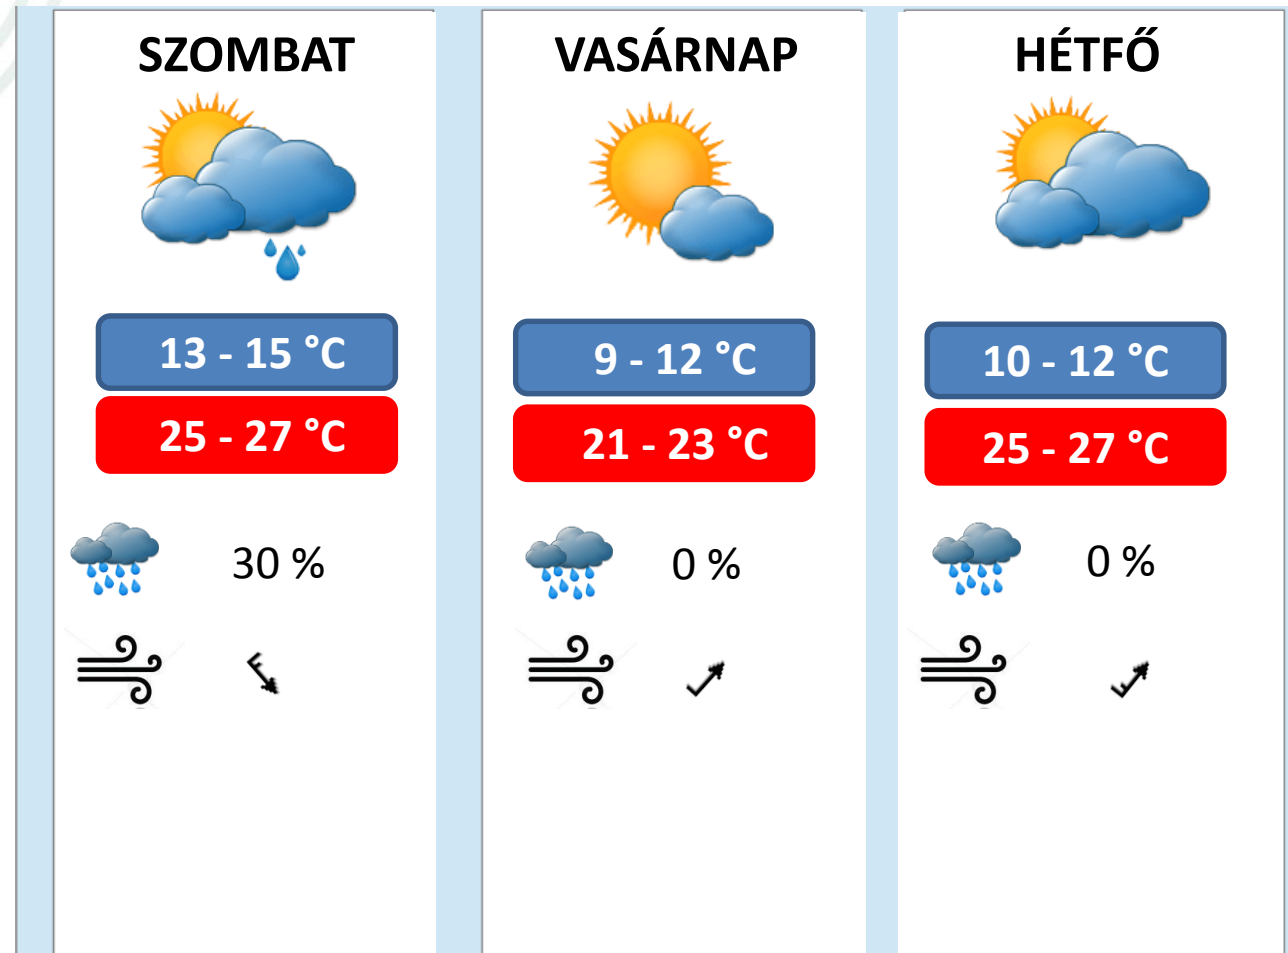 SZOMBAT
13 - 15 °C
25 - 27 °C
30 %
VASÁRNAP
9 - 12 °C
21 - 23 °C
0 %
HÉTFŐ
10 - 12 °C
25 - 27 °C
0 %